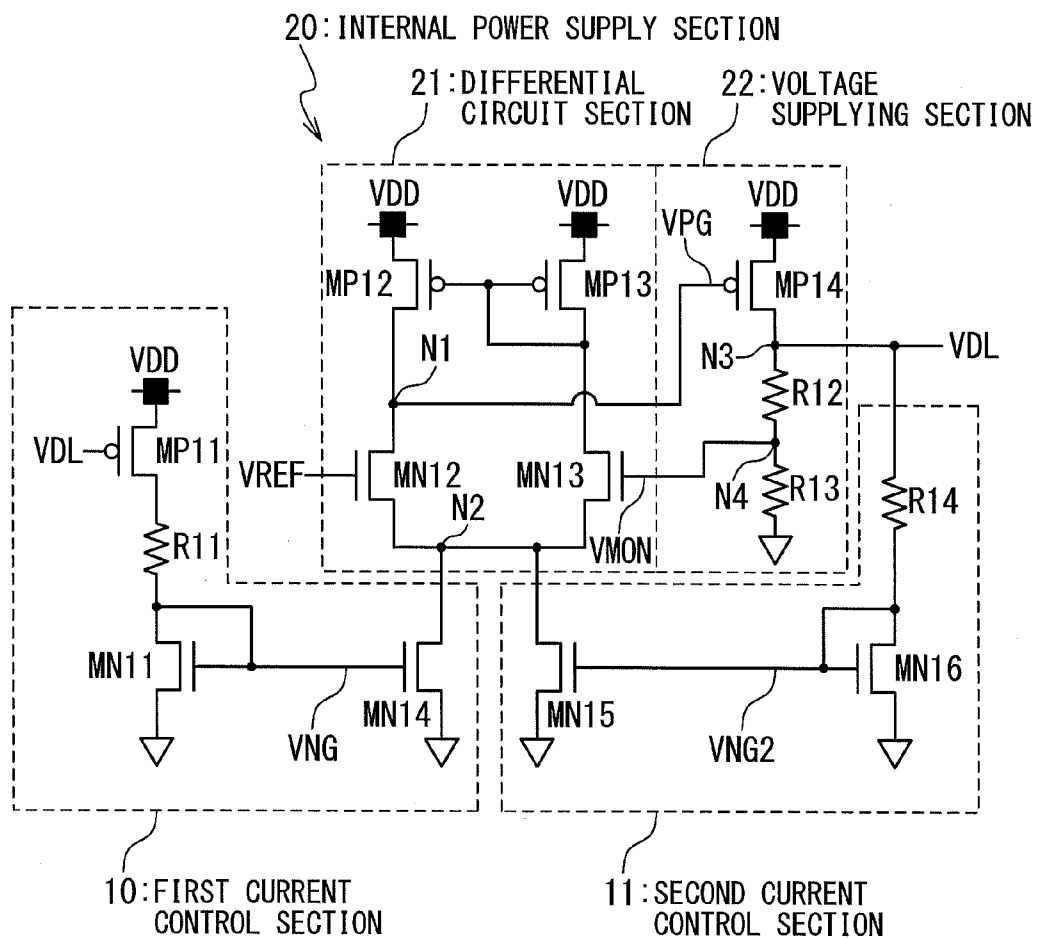 20:INTERNAL POWER SUPPLY SECTION
21:DIFFERENTIAL
CIRCUIT SECTION
22:VOLTAGE
SUPPLYING SECTION
VDD
VDD
VDD
VPG
MP12
MP13
MP14
N1
N3
VDL
VDD
R12
VDL
MP11
VREF
MN12
MN13
N4
R13
R14
N2
VMON
R11
MN11
MN14
MN15
MN16
VNG
VNG2
10:FIRST CURRENT
CONTROL SECTION
11:SECOND CURRENT
CONTROL SECTION